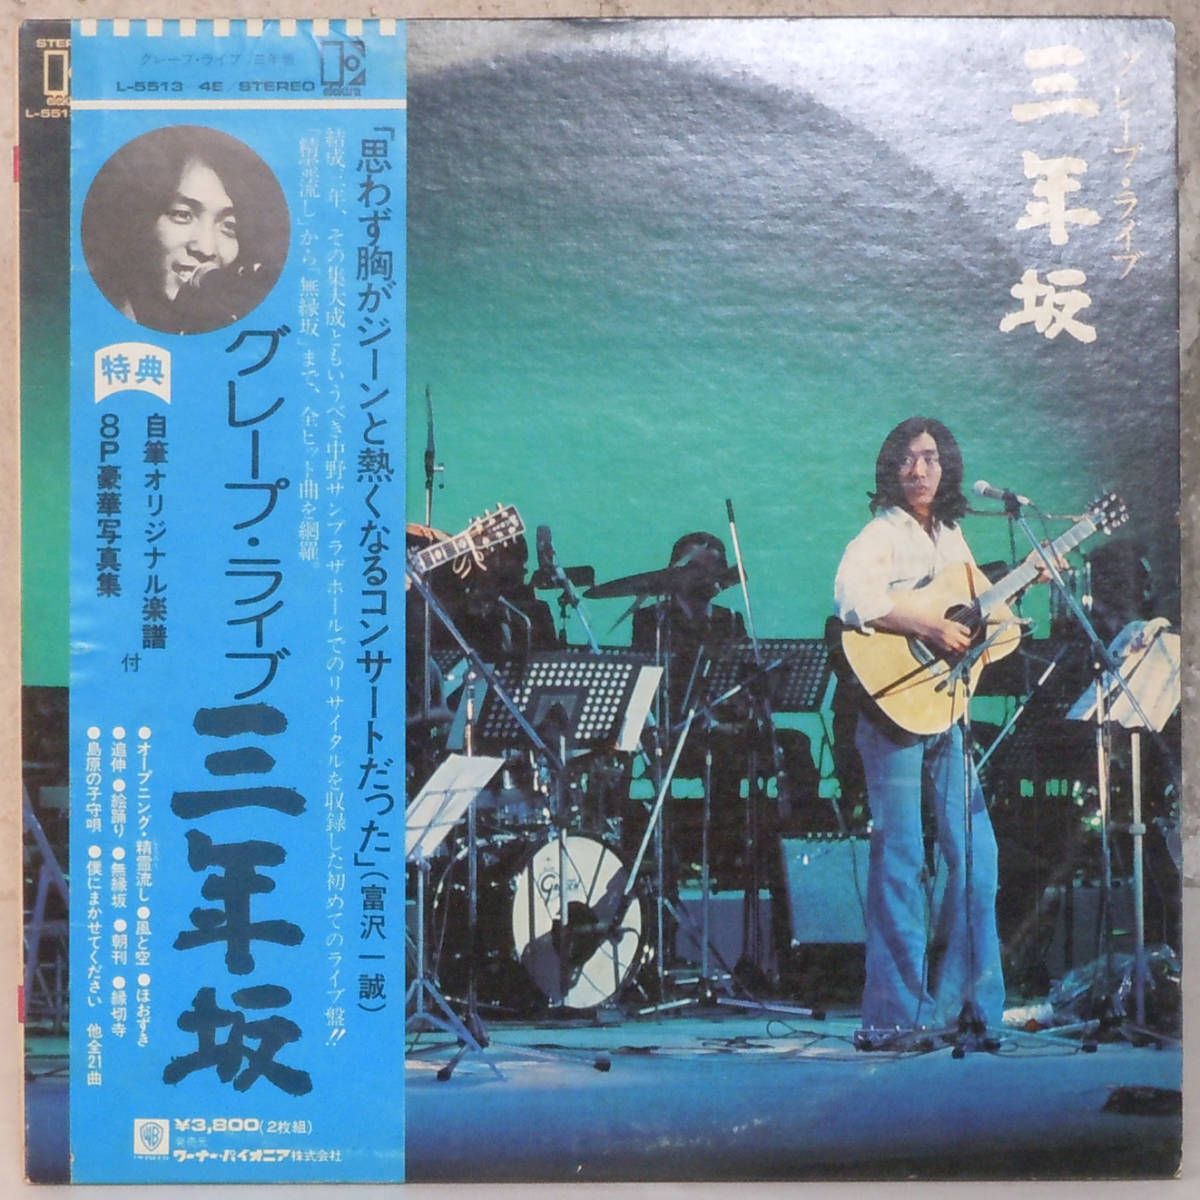 グレープ・ライブ 三年坂
L-5513 4E/STEREO
elektra
STER
L-551
グレープ・ライブ
三年坂
「思わず胸がジーンと熱くなるコンサートだった」(富沢一誠)
結成三年、その集大成ともいうべき中野サンプラザホールでのリサイタルを収録した初めてのライブ盤!!
「精霊流し」から「無縁坂」まで、全ヒット曲を網羅。
グレープ・ライブ
三年坂
特典
自筆オリジナル楽譜
8P豪華写真集
付
●オープニング・精霊流し ●風と空 ●ほおずき
●追伸 ●絵踊り ●無縁坂 ●朝刊 ●縁切寺
●島原の子守唄 ●僕にまかせてください 他全21曲
¥3,800(2枚組)
発売元
ワーナー・パイオニア株式会社